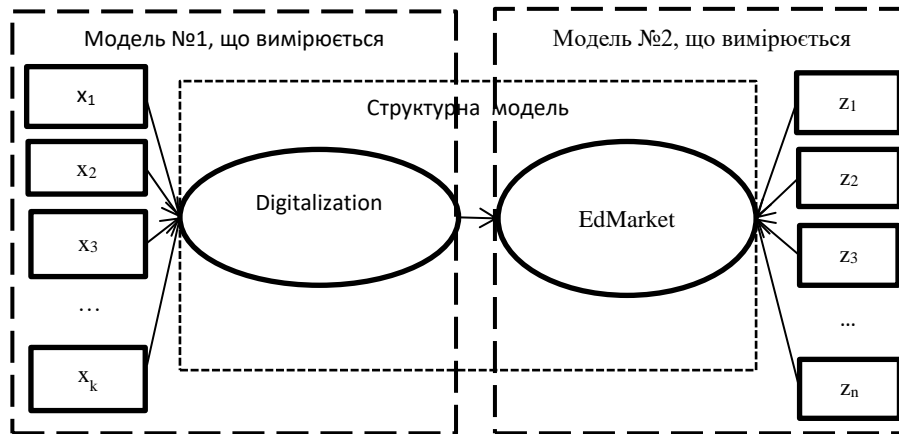 Модель №1, що вимірюється
x1
x2
x3
…
xk
Структурна модель
Digitalization
EdMarket
Модель №2, що вимірюється
z1
z2
z3
...
zn